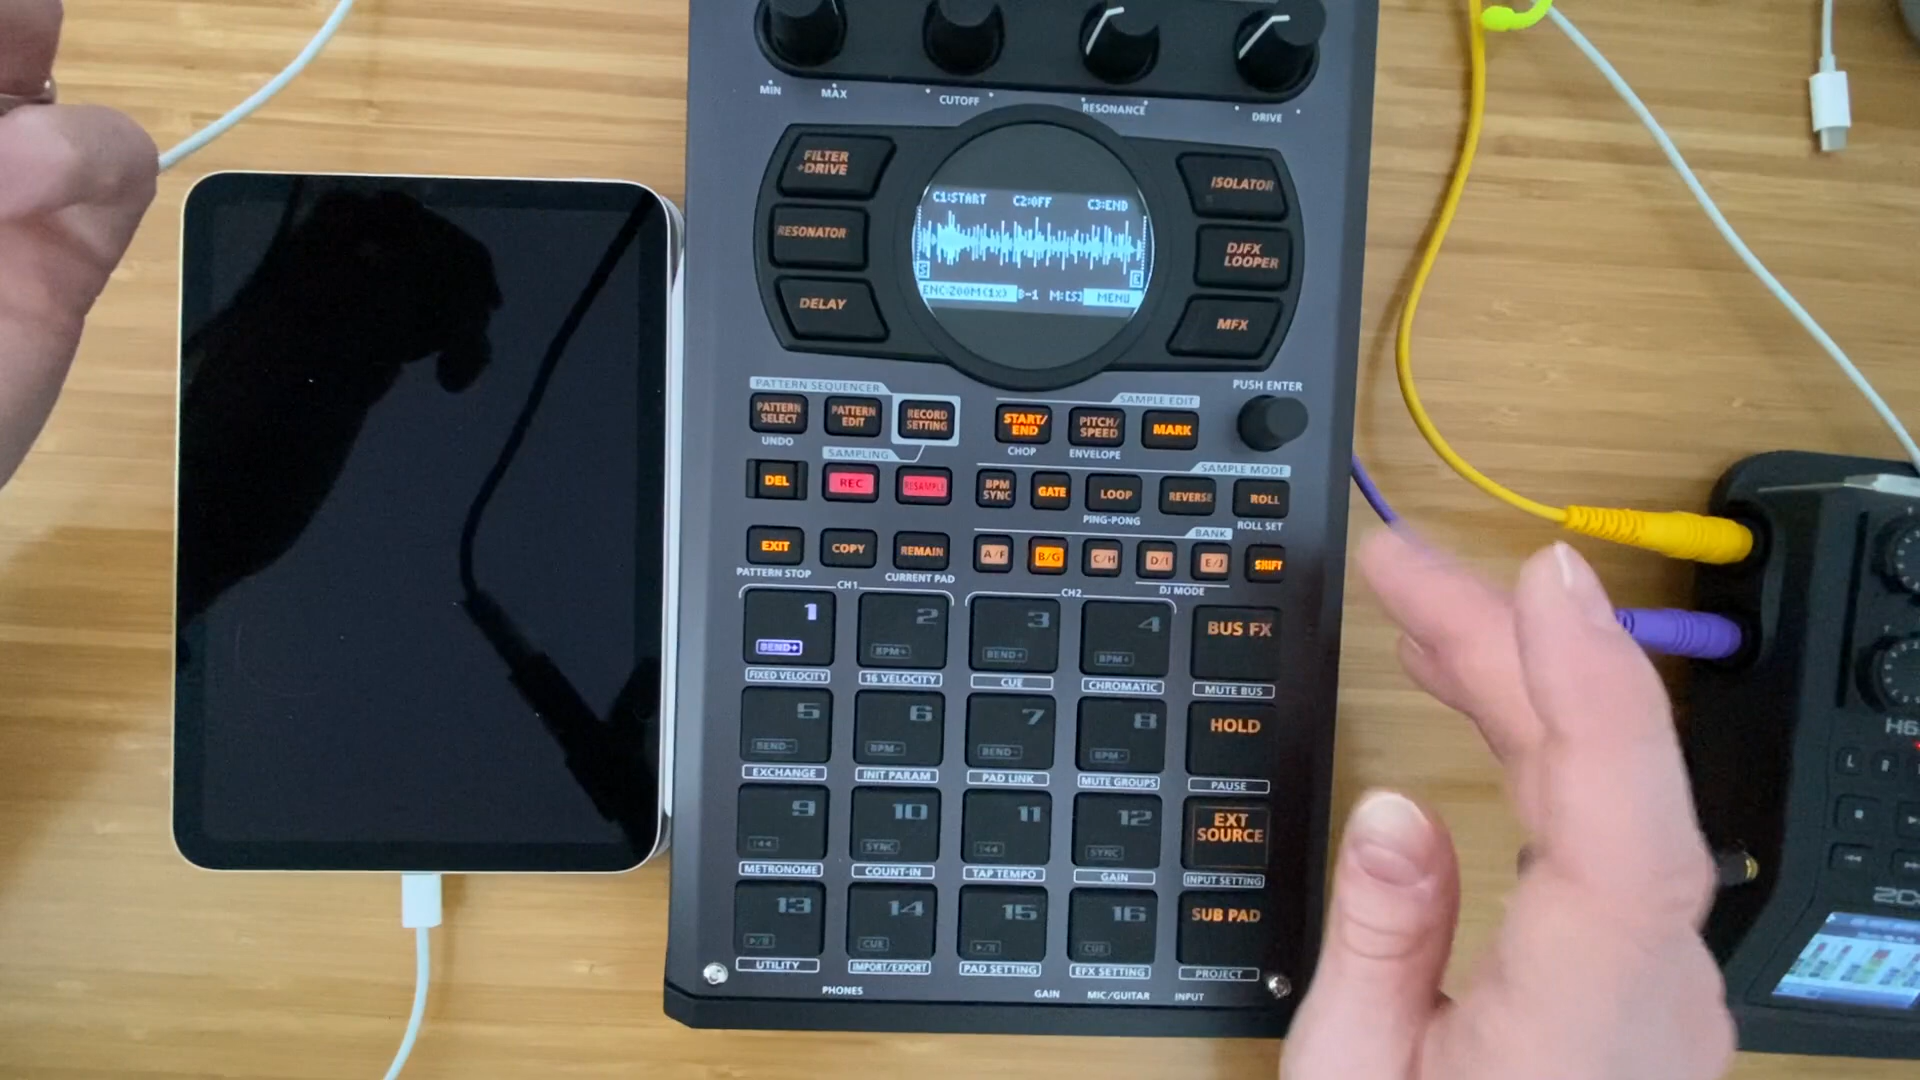 MIN MAX CUTOFF RESONANCE DRIVE
FILTER
+DRIVE
RESONATOR
DELAY
C1:START C2:OFF C3:END
S E
ENC:ZOOM(1x) B-1 M:[S] MENU
ISOLATOR
DJFX
LOOPER
MFX
PUSH ENTER
PATTERN SEQUENCER
PATTERN
SELECT
PATTERN
EDIT
RECORD
SETTING
UNDO
SAMPLE EDIT
START/
END
PITCH/
SPEED
MARK
CHOP ENVELOPE
SAMPLING
DEL REC RESAMPLE
SAMPLE MODE
BPM
SYNC
GATE LOOP REVERSE ROLL
PING-PONG ROLL SET
EXIT COPY REMAIN
PATTERN STOP CURRENT PAD
BANK
A/F B/G C/H D/I E/J SHIFT
DJ MODE
CH1 CH2
1 2 3 4
BEND+ BPM+ BEND+ BPM+
BUS FX
FIXED VELOCITY 16 VELOCITY CUE CHROMATIC MUTE BUS
5 6 7 8
BEND- BPM- BEND- BPM-
HOLD
EXCHANGE INIT PARAM PAD LINK MUTE GROUPS PAUSE
9 10 11 12
SYNC SYNC
EXT
SOURCE
METRONOME COUNT-IN TAP TEMPO GAIN INPUT SETTING
13 14 15 16
CUE CUE
SUB PAD
UTILITY IMPORT/EXPORT PAD SETTING EFX SETTING PROJECT
PHONES GAIN MIC/GUITAR INPUT
H6
L R